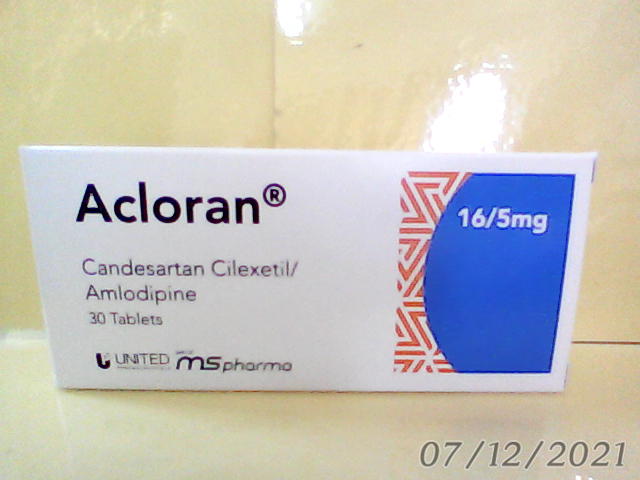 Acloran®
16/5mg
Candesartan Cilexetil/
Amlodipine
30 Tablets
UNITED
MS pharma
07/12/2021